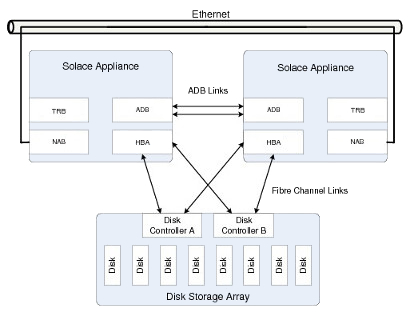 Ethernet
Solace Appliance
Solace Appliance
ADB Links
TRB
ADB
ADB
TRB
NAB
HBA
HBA
NAB
Fibre Channel Links
Disk
Controller A
Disk
Controller B
Disk
Disk
Disk
Disk
Disk
Disk
Disk
Disk
Disk Storage Array